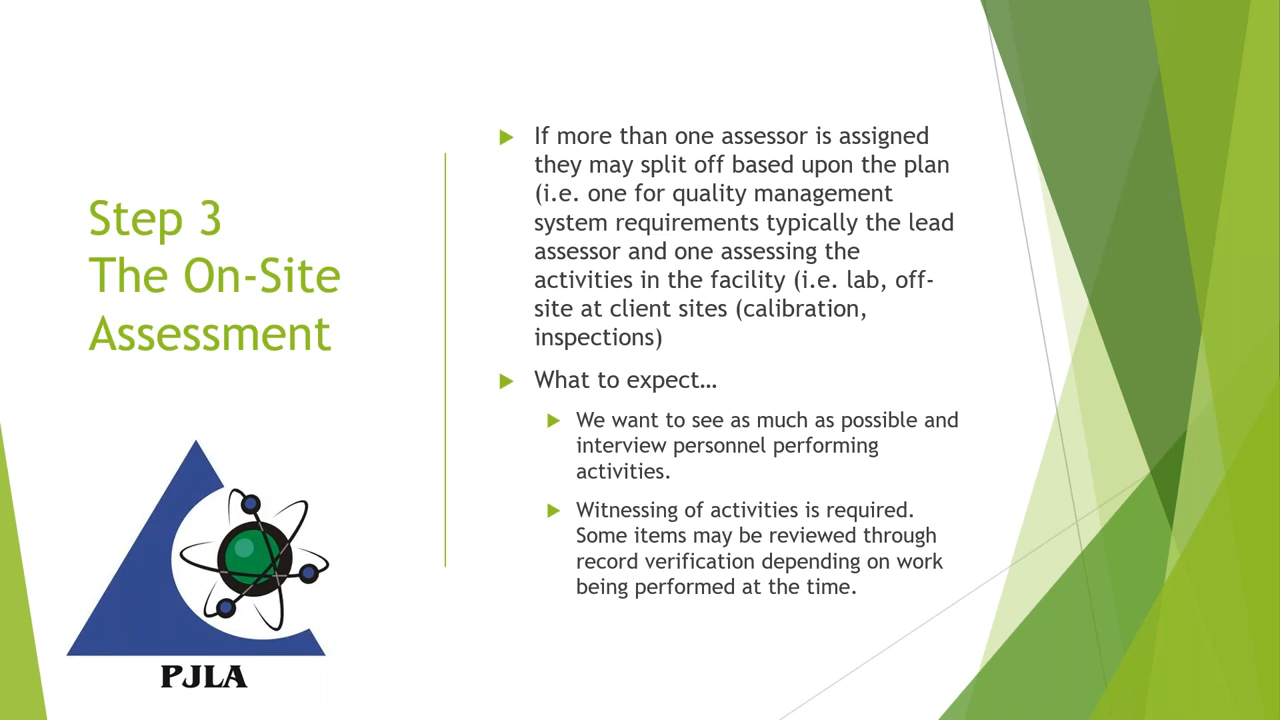 Step 3
The On-Site
Assessment
If more than one assessor is assigned
they may split off based upon the plan
(i.e. one for quality management
system requirements typically the lead
assessor and one assessing the
activities in the facility (i.e. lab, off-
site at client sites (calibration,
inspections)
What to expect…
We want to see as much as possible and
interview personnel performing
activities.
Witnessing of activities is required.
Some items may be reviewed through
record verification depending on work
being performed at the time.
PJLA